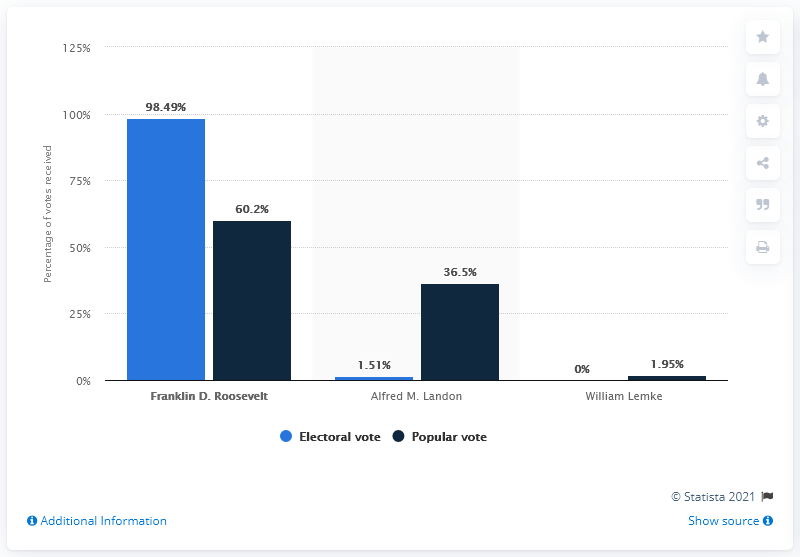 125%
100%
75%
50%
25%
0%
Percentage of votes received
98.49%
60.2%
1.51%
36.5%
0%
1.95%
Franklin D. Roosevelt
Alfred M. Landon
William Lemke
Electoral vote
Popular vote
© Statista 2021
Additional Information
Show source